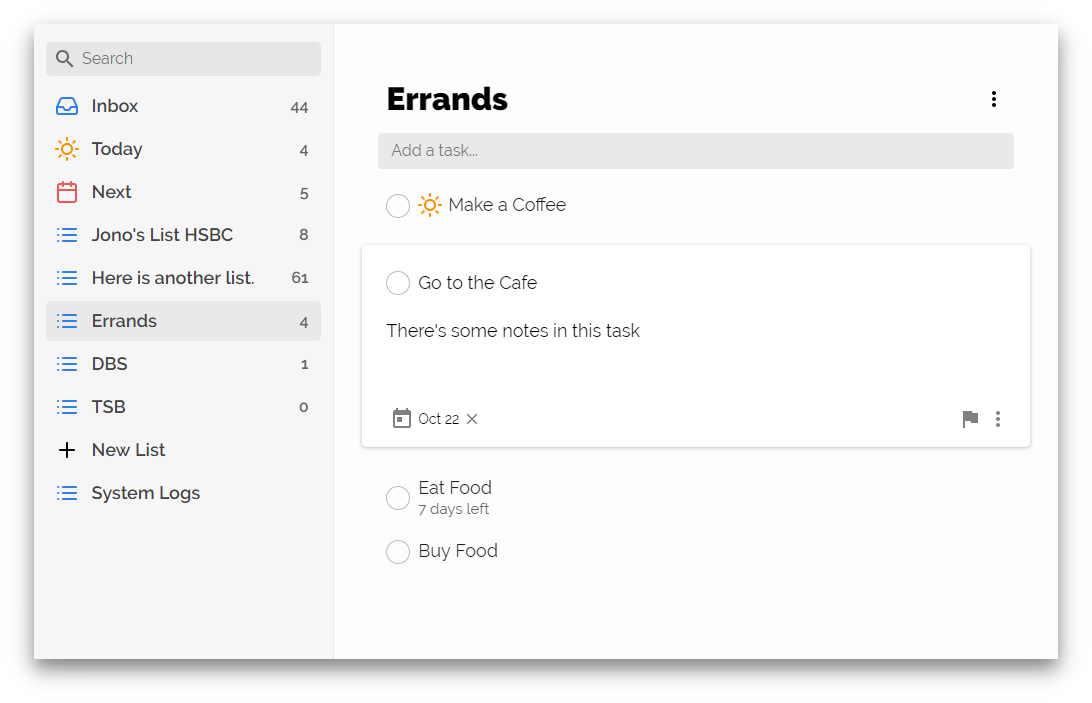 Search
Inbox 44
Today 4
Next 5
Jono's List HSBC 8
Here is another list. 61
Errands 4
DBS 1
TSB 0
New List
System Logs
Errands
Add a task...
Make a Coffee
Go to the Cafe
There's some notes in this task
Oct 22
Eat Food
7 days left
Buy Food